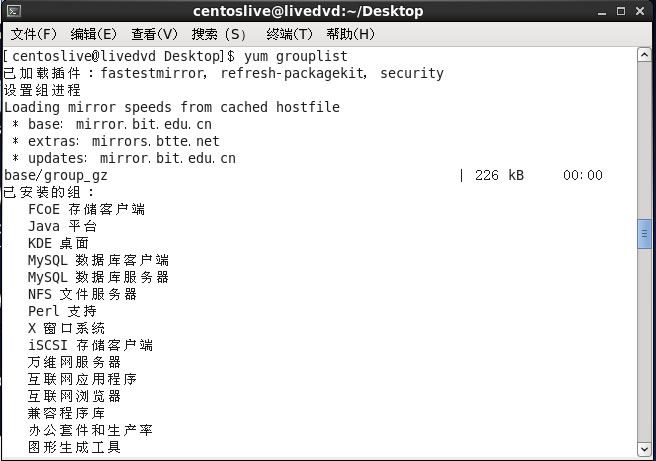 centoslive@livedvd:~/Desktop
文件(F) 编辑(E) 查看(V) 搜索 (S) 终端(T) 帮助(H)
[centoslive@livedvd Desktop]$ yum grouplist
已加载插件：fastestmirror, refresh-packagekit, security
设置组进程
Loading mirror speeds from cached hostfile
* base: mirror.bit.edu.cn
* extras: mirrors.btte.net
* updates: mirror.bit.edu.cn
base/group_gz | 226 kB 00:00
已安装的组：
FCoE 存储客户端
Java 平台
KDE 桌面
MySQL 数据库客户端
MySQL 数据库服务器
NFS 文件服务器
Perl 支持
X 窗口系统
iSCSI 存储客户端
万维网服务器
互联网应用程序
互联网浏览器
兼容程序库
办公套件和生产率
图形生成工具